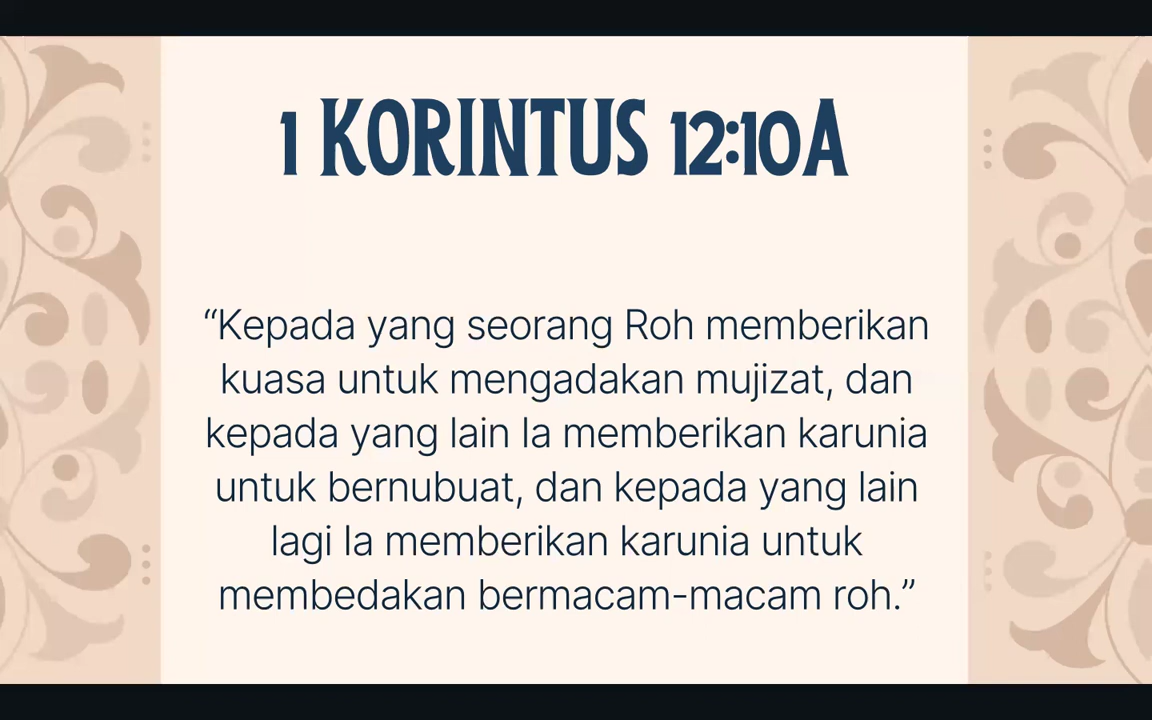 1 KORINTUS 12:10A
“Kepada yang seorang Roh memberikan
kuasa untuk mengadakan mujizat, dan
kepada yang lain Ia memberikan karunia
untuk bernubuat, dan kepada yang lain
lagi Ia memberikan karunia untuk
membedakan bermacam-macam roh.”